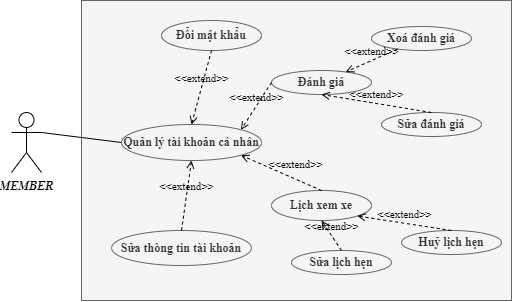 Đổi mật khẩu
Xoá đánh giá
<<extend>>
<<extend>>
Đánh giá
<<extend>>
<<extend>>
Sửa đánh giá
Quản lý tài khoản cá nhân
MEMBER
<<extend>>
<<extend>>
Lịch xem xe
<<extend>>
<<extend>>
Sửa thông tin tài khoản
Huỷ lịch hẹn
Sửa lịch hẹn